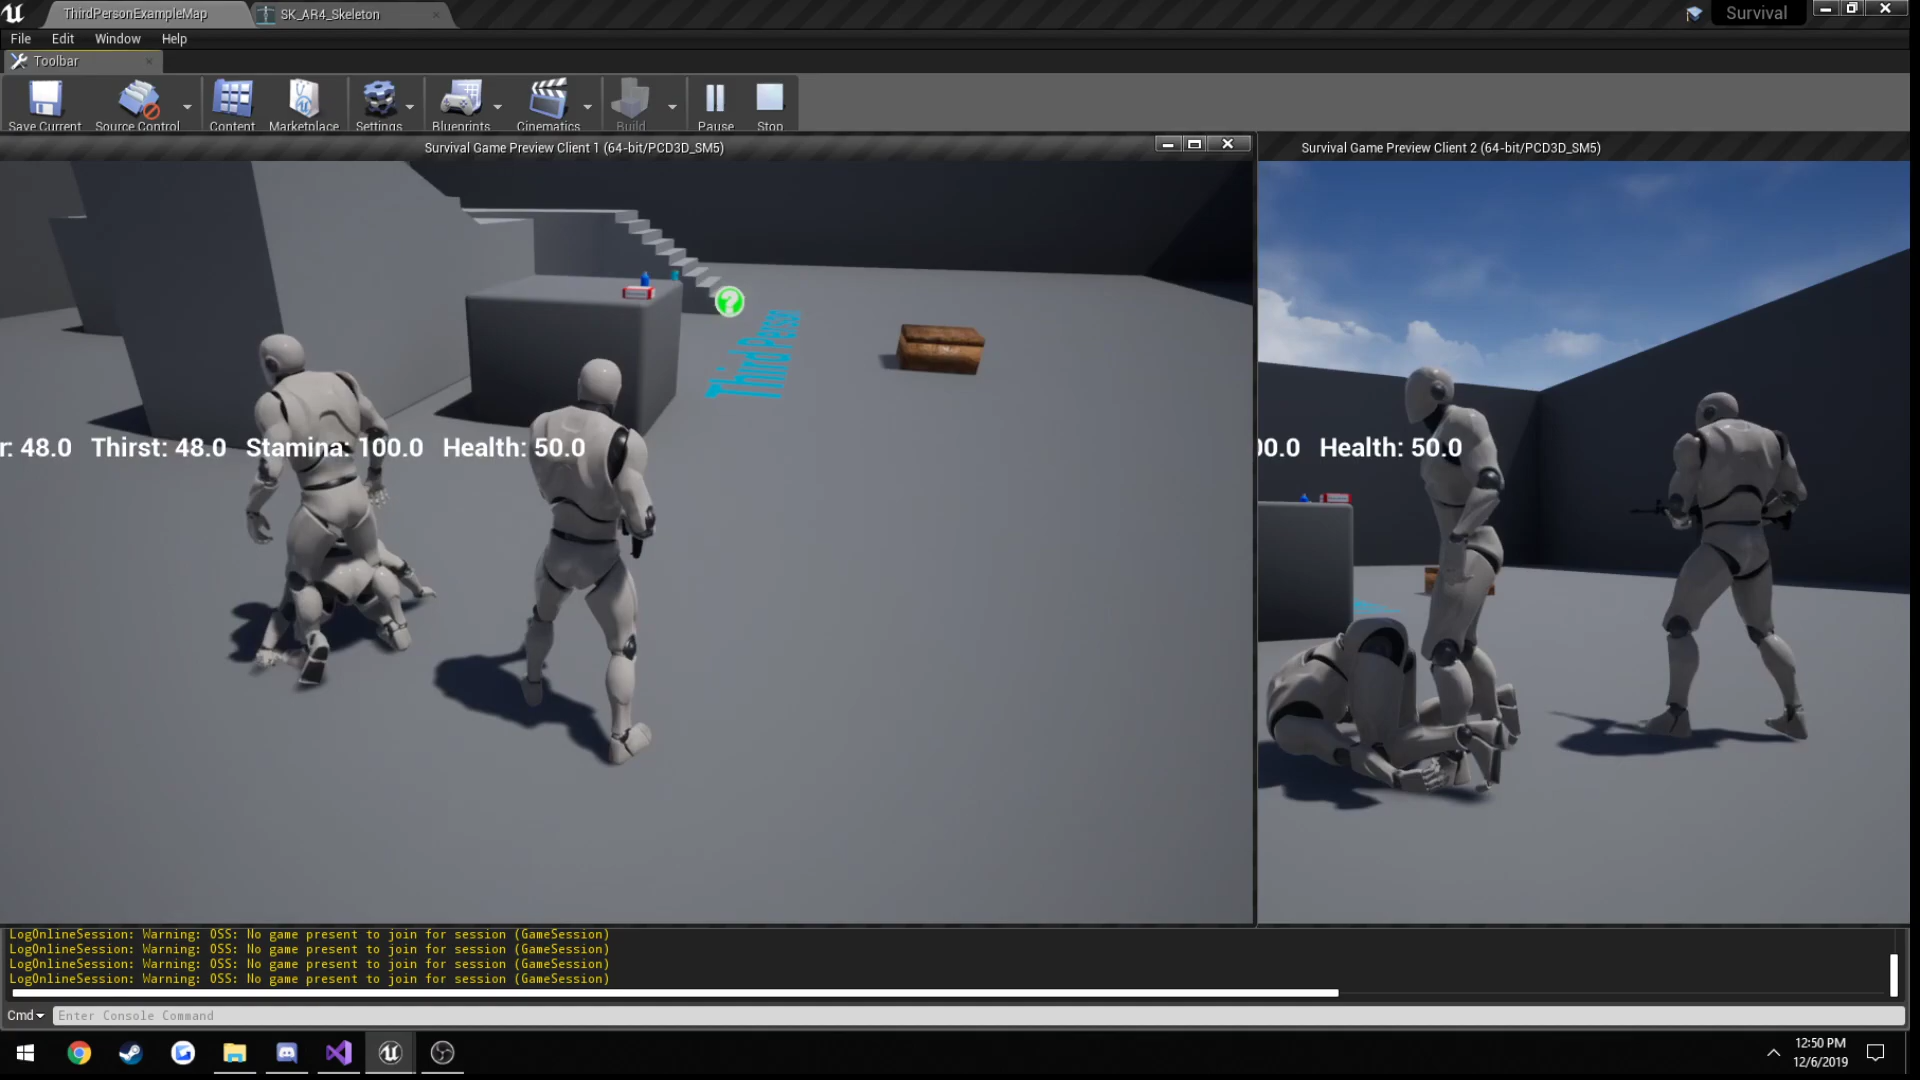 ThirdPersonExampleMap
SK_AR4_Skeleton
Survival
File Edit Window Help
Toolbar
Save Current Source Control Content Marketplace Settings Blueprints Cinematics Build Pause Stop
Survival Game Preview Client 1 (64-bit/PCD3D_SM5)
Survival Game Preview Client 2 (64-bit/PCD3D_SM5)
r: 48.0 Thirst: 48.0 Stamina: 100.0 Health: 50.0
00.0 Health: 50.0
LogOnlineSession: Warning: OSS: No game present to join for session (GameSession)
LogOnlineSession: Warning: OSS: No game present to join for session (GameSession)
LogOnlineSession: Warning: OSS: No game present to join for session (GameSession)
LogOnlineSession: Warning: OSS: No game present to join for session (GameSession)
Cmd Enter Console Command
12:50 PM
12/6/2019